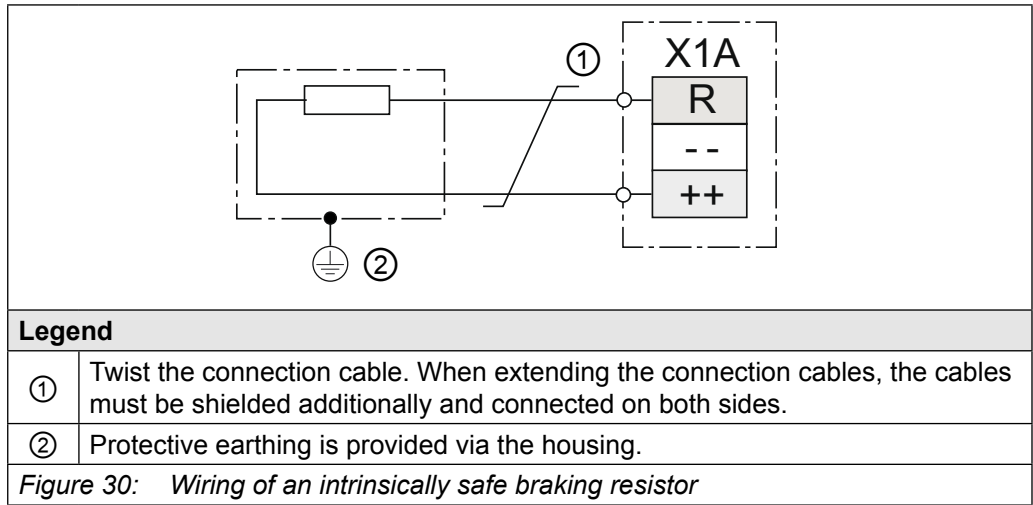 ①
X1A
R
- -
++
②
Legend
① Twist the connection cable. When extending the connection cables, the cables
must be shielded additionally and connected on both sides.
② Protective earthing is provided via the housing.
Figure 30: Wiring of an intrinsically safe braking resistor